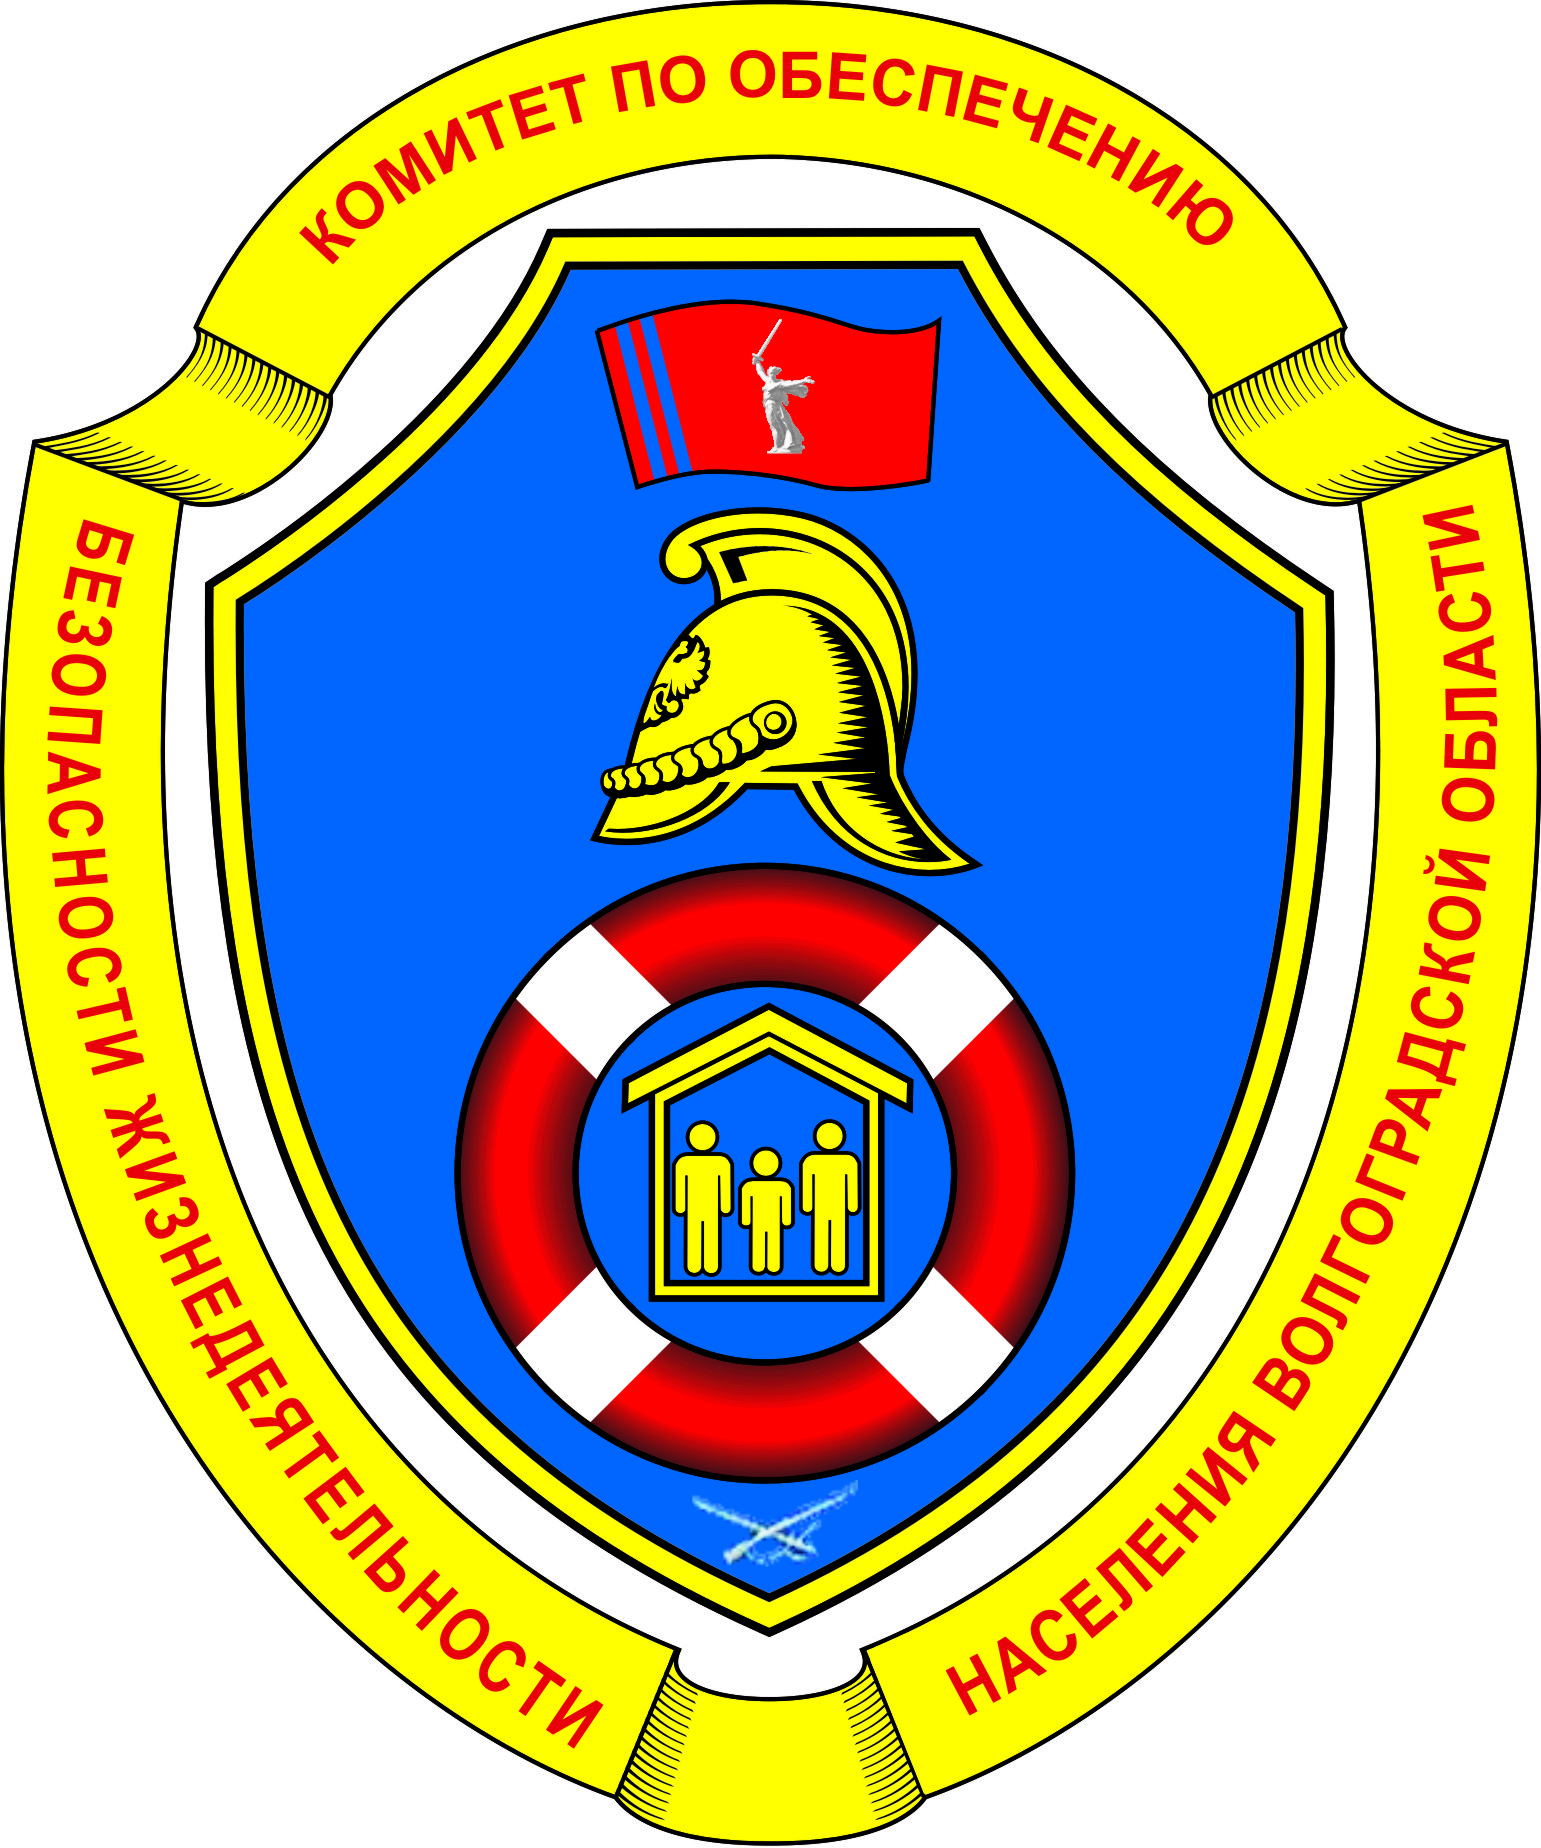 КОМИТЕТ ПО ОБЕСПЕЧЕНИЮ
БЕЗОПАСНОСТИ ЖИЗНЕДЕЯТЕЛЬНОСТИ
НАСЕЛЕНИЯ ВОЛГОГРАДСКОЙ ОБЛАСТИ